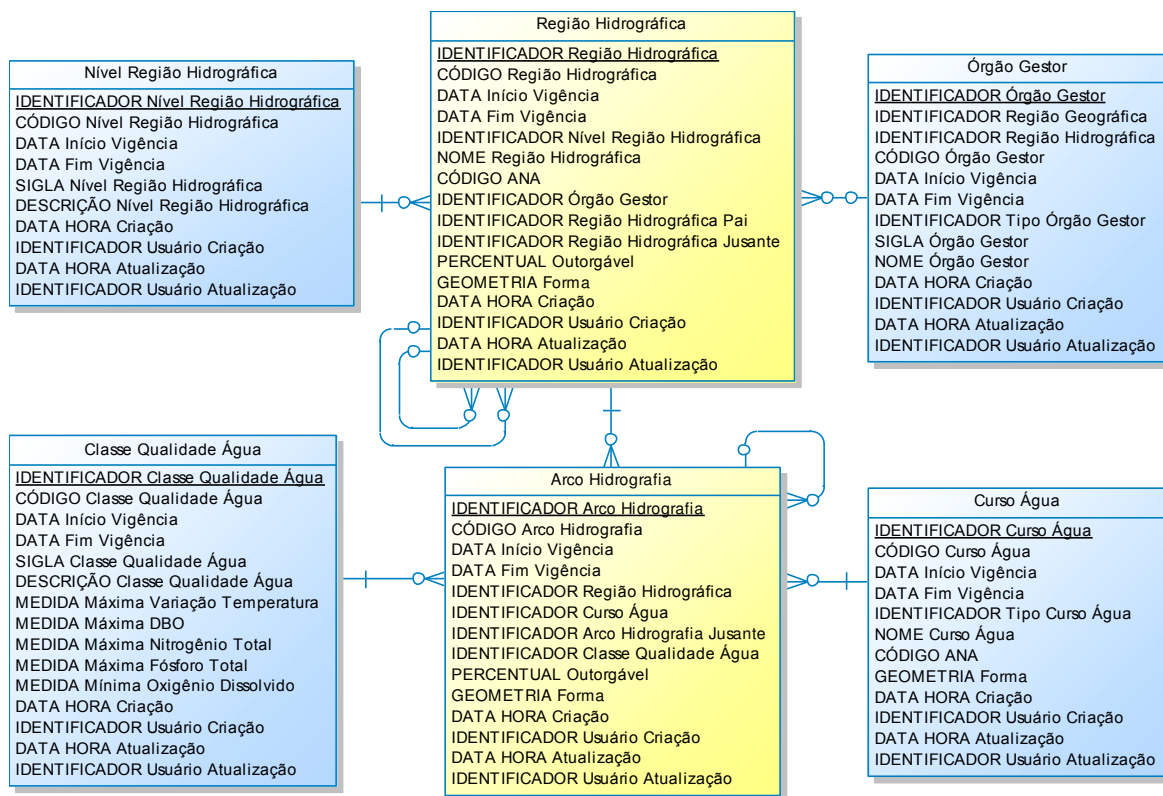 Região Hidrográfica
IDENTIFICADOR Região Hidrográfica
CÓDIGO Região Hidrográfica
DATA Início Vigência
DATA Fim Vigência
IDENTIFICADOR Nível Região Hidrográfica
NOME Região Hidrográfica
CÓDIGO ANA
IDENTIFICADOR Órgão Gestor
IDENTIFICADOR Região Hidrográfica Pai
IDENTIFICADOR Região Hidrográfica Jusante
PERCENTUAL Outorgável
GEOMETRIA Forma
DATA HORA Criação
IDENTIFICADOR Usuário Criação
DATA HORA Atualização
IDENTIFICADOR Usuário Atualização
Nível Região Hidrográfica
IDENTIFICADOR Nível Região Hidrográfica
CÓDIGO Nível Região Hidrográfica
DATA Início Vigência
DATA Fim Vigência
SIGLA Nível Região Hidrográfica
DESCRIÇÃO Nível Região Hidrográfica
DATA HORA Criação
IDENTIFICADOR Usuário Criação
DATA HORA Atualização
IDENTIFICADOR Usuário Atualização
Órgão Gestor
IDENTIFICADOR Órgão Gestor
IDENTIFICADOR Região Geográfica
IDENTIFICADOR Região Hidrográfica
CÓDIGO Órgão Gestor
DATA Início Vigência
DATA Fim Vigência
IDENTIFICADOR Tipo Órgão Gestor
SIGLA Órgão Gestor
NOME Órgão Gestor
DATA HORA Criação
IDENTIFICADOR Usuário Criação
DATA HORA Atualização
IDENTIFICADOR Usuário Atualização
Classe Qualidade Água
IDENTIFICADOR Classe Qualidade Água
CÓDIGO Classe Qualidade Água
DATA Início Vigência
DATA Fim Vigência
SIGLA Classe Qualidade Água
DESCRIÇÃO Classe Qualidade Água
MEDIDA Máxima Variação Temperatura
MEDIDA Máxima DBO
MEDIDA Máxima Nitrogênio Total
MEDIDA Máxima Fósforo Total
MEDIDA Mínima Oxigênio Dissolvido
DATA HORA Criação
IDENTIFICADOR Usuário Criação
DATA HORA Atualização
IDENTIFICADOR Usuário Atualização
Arco Hidrografia
IDENTIFICADOR Arco Hidrografia
CÓDIGO Arco Hidrografia
DATA Início Vigência
DATA Fim Vigência
IDENTIFICADOR Região Hidrográfica
IDENTIFICADOR Curso Água
IDENTIFICADOR Arco Hidrografia Jusante
IDENTIFICADOR Classe Qualidade Água
PERCENTUAL Outorgável
GEOMETRIA Forma
DATA HORA Criação
IDENTIFICADOR Usuário Criação
DATA HORA Atualização
IDENTIFICADOR Usuário Atualização
Curso Água
IDENTIFICADOR Curso Água
CÓDIGO Curso Água
DATA Início Vigência
DATA Fim Vigência
IDENTIFICADOR Tipo Curso Água
NOME Curso Água
CÓDIGO ANA
GEOMETRIA Forma
DATA HORA Criação
IDENTIFICADOR Usuário Criação
DATA HORA Atualização
IDENTIFICADOR Usuário Atualização